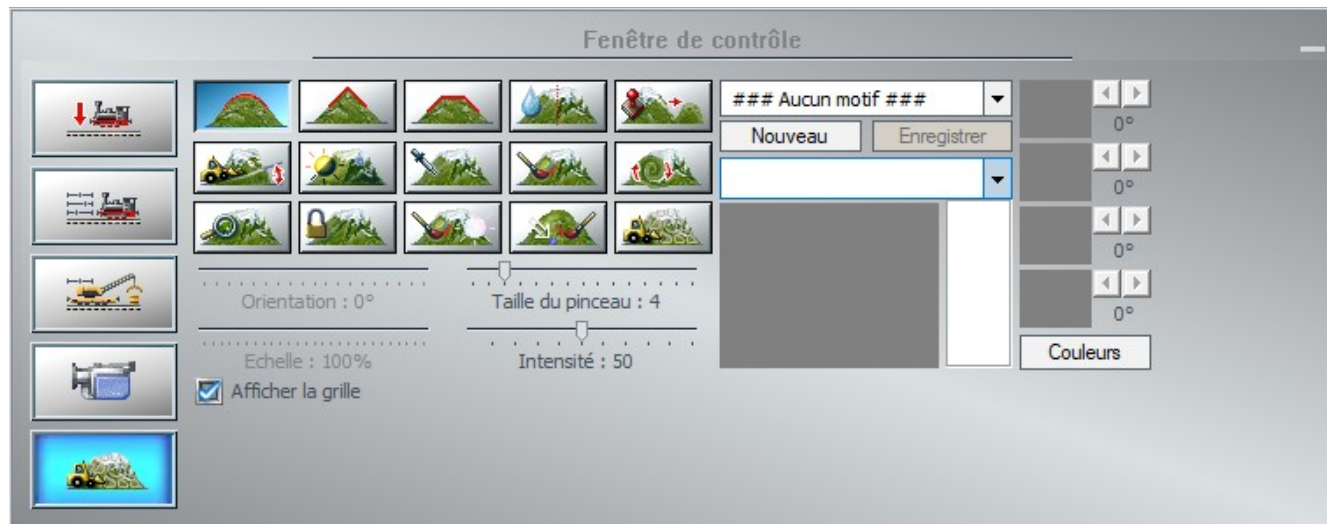 Fenêtre de contrôle
### Aucun motif ###
Nouveau
Enregistrer
0°
0°
0°
0°
Orientation : 0°
Taille du pinceau : 4
Echelle : 100%
Intensité : 50
Couleurs
Afficher la grille